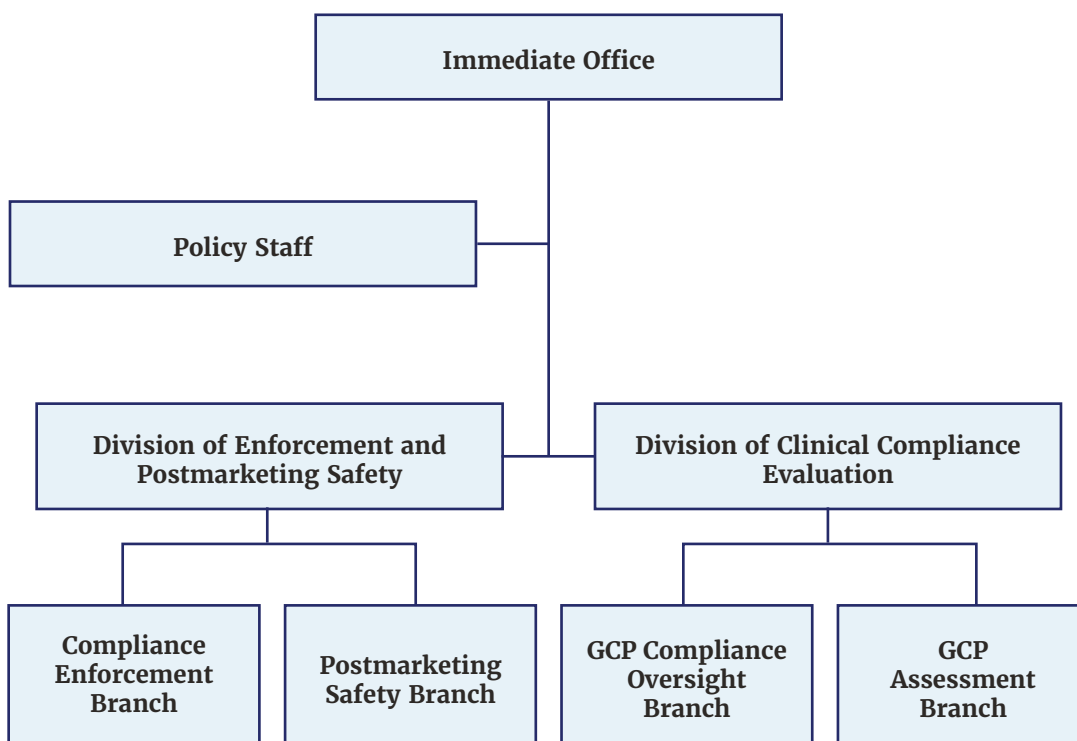 Immediate Office
Policy Staff
Division of Enforcement and
Postmarketing Safety
Division of Clinical Compliance
Evaluation
Compliance
Enforcement
Branch
Postmarketing
Safety Branch
GCP Compliance
Oversight
Branch
GCP
Assessment
Branch